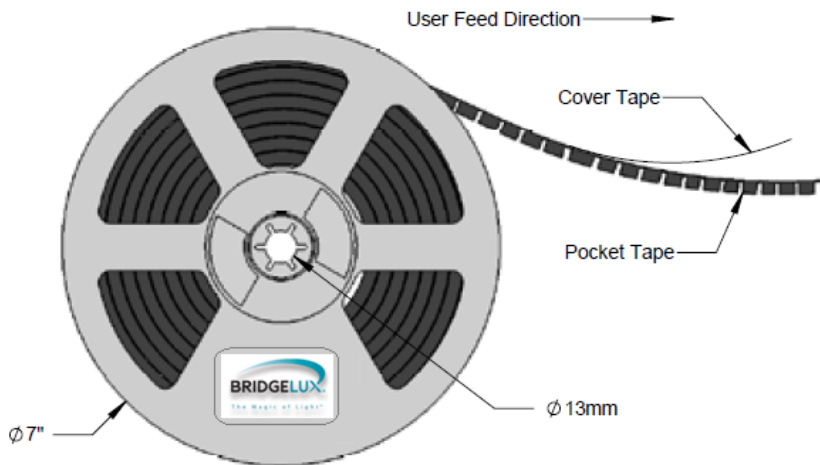 User Feed Direction
Cover Tape
Pocket Tape
BRIDGELUX
The Magic of Light
Ø 13mm
Ø 7"